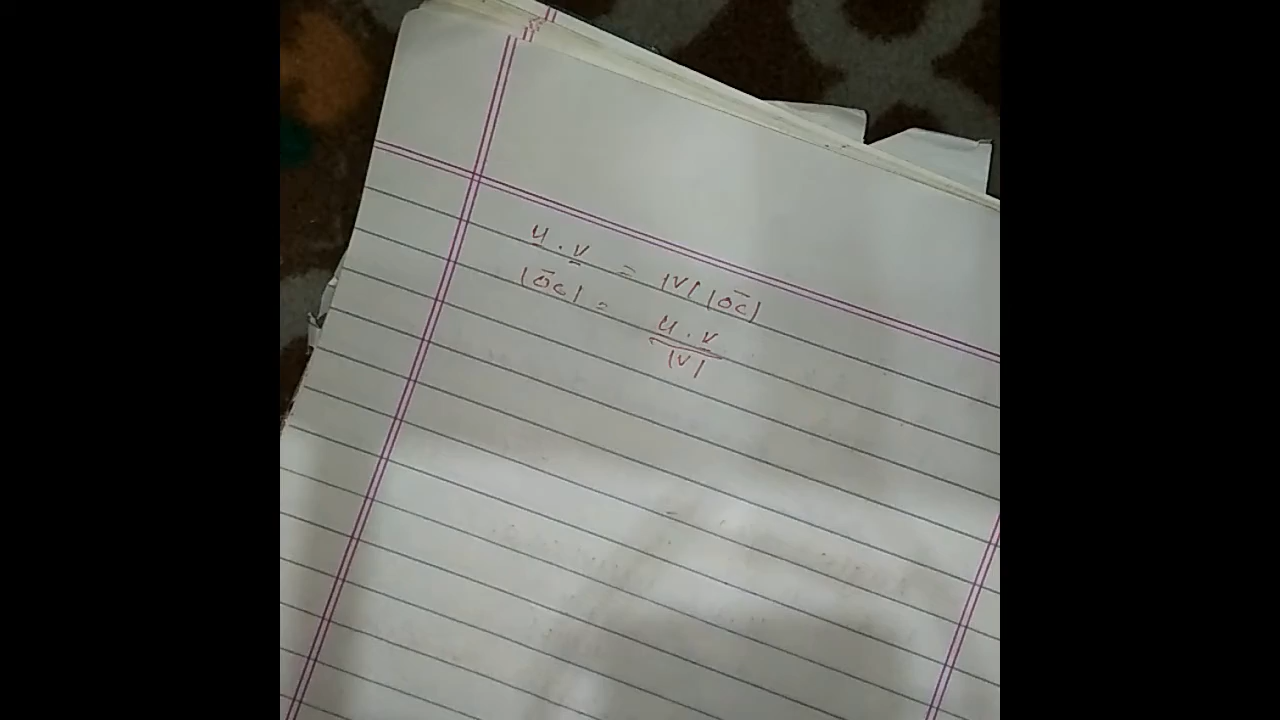 u . v = |v| |OC̅|
|OC̅| = u . v / |v|